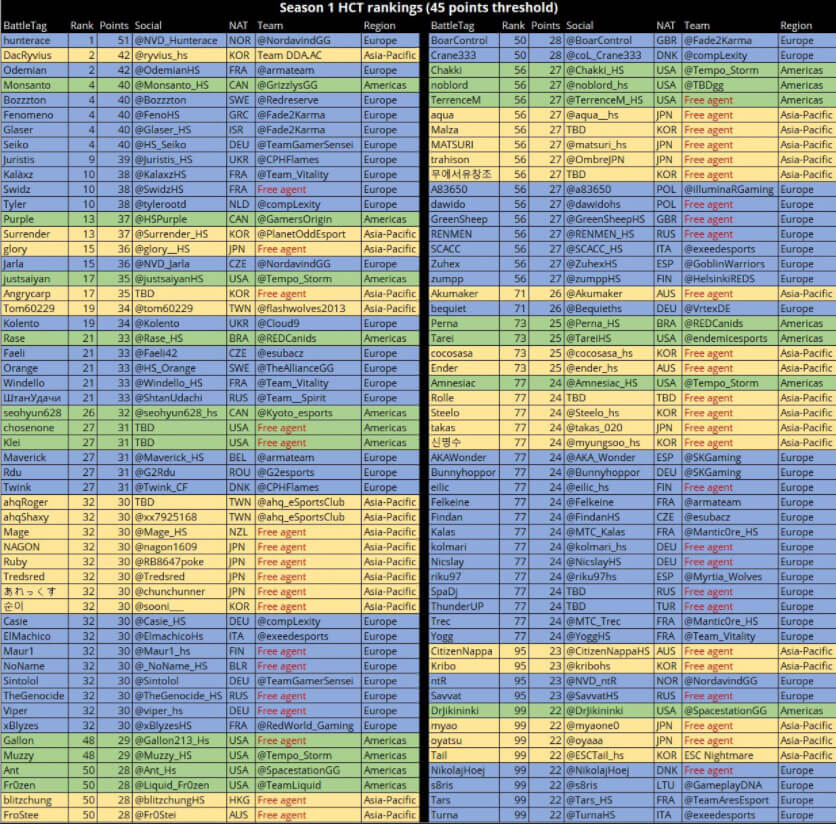 Season 1 HCT rankings (45 points threshold)
BattleTag Rank Points Social NAT Team Region
hunterace 1 51 @NVD_Hunterace NOR @NordavindGG Europe
DacRyvius 2 42 @ryvius_hs KOR Team DDA.AC Asia-Pacific
Odemian 2 42 @OdemianHS FRA @armateam Europe
Monsanto 4 40 @Monsanto_HS CAN @GrizzlysGG Americas
Bozzzton 4 40 @Bozzzton SWE @Redreserve Europe
Fenomeno 4 40 @FenoHS GRC @Fade2Karma Europe
Glaser 4 40 @Glaser_HS ISR @Fade2Karma Europe
Seiko 4 40 @HS_Seiko DEU @TeamGamerSensei Europe
Juristis 9 39 @Juristis_HS UKR @CPHFlames Europe
Kalàxz 10 38 @KalaxzHS FRA @Team_Vitality Europe
Swidz 10 38 @SwidzHS FRA Free agent Europe
Tyler 10 38 @tylerootd NLD @compLexity Europe
Purple 13 37 @HSPurple CAN @GamersOrigin Americas
Surrender 13 37 @Surrender_HS KOR @PlanetOddEsport Asia-Pacific
glory 15 36 @glory__HS JPN Free agent Asia-Pacific
Jarla 15 36 @NVD_Jarla CZE @NordavindGG Europe
justsaiyan 17 35 @justsaiyanHS USA @Tempo_Storm Americas
Angrycarp 17 35 TBD KOR Free agent Asia-Pacific
Tom60229 19 34 @tom60229 TWN @flashwolves2013 Asia-Pacific
Kolento 19 34 @Kolento UKR @Cloud9 Europe
Rase 21 33 @Rase_HS BRA @REDCanids Americas
Faeli 21 33 @Faeli42 CZE @esubacz Europe
Orange 21 33 @HS_Orange SWE @TheAllianceGG Europe
Windello 21 33 @Windello_HS FRA @Team_Vitality Europe
ШтанУдачи 21 33 @ShtanUdachi RUS @Team__Spirit Europe
seohyun628 26 32 @seohyun628_hs CAN @Kyoto_esports Americas
chosenone 27 31 TBD USA Free agent Americas
Klei 27 31 TBD USA Free agent Americas
Maverick 27 31 @Maverick_HS BEL @armateam Europe
Rdu 27 31 @G2Rdu ROU @G2esports Europe
Twink 27 31 @Twink_CF DNK @CPHFlames Europe
ahqRoger 32 30 TBD TWN @ahq_eSportsClub Asia-Pacific
ahqShaxy 32 30 @xx7925168 TWN @ahq_eSportsClub Asia-Pacific
Mage 32 30 @Mage_HS NZL Free agent Asia-Pacific
NAGON 32 30 @nagon1609 JPN Free agent Asia-Pacific
Ruby 32 30 @RB8647poke JPN Free agent Asia-Pacific
Tredsred 32 30 @Tredsred JPN Free agent Asia-Pacific
あれっくす 32 30 @chunchunner JPN Free agent Asia-Pacific
순이 32 30 @sooni___ KOR Free agent Asia-Pacific
Casie 32 30 @Casie_HS DEU @compLexity Europe
ElMachico 32 30 @ElmachicoHs ITA @exeedesports Europe
Maur1 32 30 @Maur1_hs FIN Free agent Europe
NoName 32 30 @_NoName_HS BLR Free agent Europe
Sintolol 32 30 @Sintolol DEU @TeamGamerSensei Europe
TheGenocide 32 30 @TheGenocide_HS RUS Free agent Europe
Viper 32 30 @viper_hs DEU Free agent Europe
xBlyzes 32 30 @xBlyzesHS FRA @RedWorld_Gaming Europe
Gallon 48 29 @Gallon213_Hs USA Free agent Americas
Muzzy 48 29 @Muzzy_HS USA @Tempo_Storm Americas
Ant 50 28 @Ant_Hs USA @SpacestationGG Americas
Fr0zen 50 28 @Liquid_Fr0zen USA @TeamLiquid Americas
blitzchung 50 28 @blitzchungHS HKG Free agent Asia-Pacific
FroStee 50 28 @Fr0Stei AUS Free agent Asia-Pacific
BattleTag Rank Points Social NAT Team Region
BoarControl 50 28 @BoarControl GBR @Fade2Karma Europe
Crane333 50 28 @coL_Crane333 DNK @compLexity Europe
Chakki 56 27 @Chakki_HS USA @Tempo_Storm Americas
noblord 56 27 @noblord_hs USA @TBDgg Americas
TerrenceM 56 27 @TerrenceM_HS USA Free agent Americas
aqua 56 27 @aqua__hs JPN Free agent Asia-Pacific
Malza 56 27 TBD KOR Free agent Asia-Pacific
MATSURI 56 27 @matsuri_hs JPN Free agent Asia-Pacific
trahison 56 27 @OmbreJPN JPN Free agent Asia-Pacific
무에서유창조 56 27 TBD KOR Free agent Asia-Pacific
A83650 56 27 @a83650 POL @illuminaRGaming Europe
dawido 56 27 @dawidohs POL Free agent Europe
GreenSheep 56 27 @GreenSheepHS GBR Free agent Europe
RENMEN 56 27 @RENMEN_HS RUS Free agent Europe
SCACC 56 27 @SCACC_HS ITA @exeedesports Europe
Zuhex 56 27 @ZuhexHS ESP @GoblinWarriors Europe
zumpp 56 27 @zumppHS FIN @HelsinkiREDS Europe
Akumaker 71 26 @Akumaker AUS Free agent Asia-Pacific
bequiet 71 26 @Bequieths DEU @VrtexDE Europe
Perna 73 25 @Perna_HS BRA @REDCanids Americas
Tarei 73 25 @TareiHS USA @endemicesports Americas
cocosasa 73 25 @cocosasa_hs KOR Free agent Asia-Pacific
Ender 73 25 @ender_hs AUS Free agent Asia-Pacific
Amnesiac 77 24 @Amnesiac_HS USA @Tempo_Storm Americas
Rolle 77 24 TBD TBD Free agent Asia-Pacific
Steelo 77 24 @Steelo_hs KOR Free agent Asia-Pacific
takas 77 24 @takas_020 JPN Free agent Asia-Pacific
신명수 77 24 @myungsoo_hs KOR Free agent Asia-Pacific
AKAWonder 77 24 @AKA_Wonder ESP @SKGaming Europe
Bunnyhoppor 77 24 @Bunnyhoppor DEU @SKGaming Europe
eilic 77 24 @eilic_hs FIN Free agent Europe
Felkeine 77 24 @Felkeine FRA @armateam Europe
Findan 77 24 @FindanHS CZE @esubacz Europe
Kalas 77 24 @MTC_Kalas FRA @Mantic0re_HS Europe
kolmari 77 24 @kolmari_hs DEU Free agent Europe
Nicslay 77 24 @NicslayHS DEU Free agent Europe
riku97 77 24 @riku97hs ESP @Myrtia_Wolves Europe
SpaDj 77 24 TBD RUS Free agent Europe
ThunderUP 77 24 TBD TUR Free agent Europe
Trec 77 24 @MTC_Trec FRA @Mantic0re_HS Europe
Yogg 77 24 @YoggHS FRA @Team_Vitality Europe
CitizenNappa 95 23 @CitizenNappaHS AUS Free agent Asia-Pacific
Kribo 95 23 @kribohs KOR Free agent Asia-Pacific
ntR 95 23 @NVD_ntR NOR @NordavindGG Europe
Savvat 95 23 @SavvatHS RUS Free agent Europe
DrJikininki 99 22 @DrJikininki USA @SpacestationGG Americas
myao 99 22 @myaone0 JPN Free agent Asia-Pacific
oyatsu 99 22 @oyaaa JPN Free agent Asia-Pacific
Tail 99 22 @ESCTail_hs KOR ESC Nightmare Asia-Pacific
NikolajHoej 99 22 @NikolajHoej DNK Free agent Europe
s8ris 99 22 @s8ris LTU @GameplayDNA Europe
Tars 99 22 @Tars_HS FRA @TeamAresEsport Europe
Turna 99 22 @TurnaHS ITA @exeedesports Europe